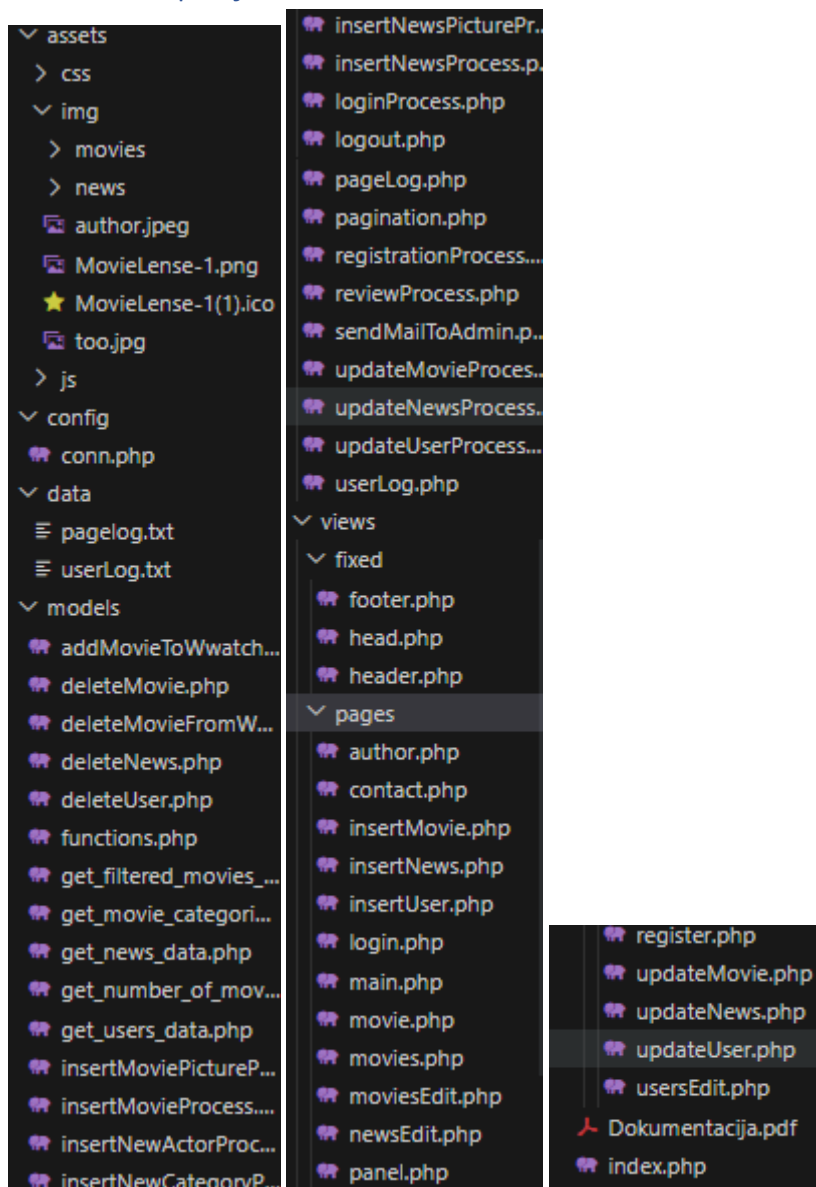 assets
css
img
movies
news
author.jpeg
MovieLense-1.png
MovieLense-1(1).ico
too.jpg
js
config
conn.php
data
pagelog.txt
userLog.txt
models
addMovieToWwatch...
deleteMovie.php
deleteMovieFromW...
deleteNews.php
deleteUser.php
functions.php
get_filtered_movies_...
get_movie_categori...
get_news_data.php
get_number_of_mov...
get_users_data.php
insertMoviePictureP...
insertMovieProcess....
insertNewActorProc...
insertNewCategoryP...
insertNewsPicturePr...
insertNewsProcess.p...
loginProcess.php
logout.php
pageLog.php
pagination.php
registrationProcess....
reviewProcess.php
sendMailToAdmin.p...
updateMovieProces...
updateNewsProcess...
updateUserProcess...
userLog.php
views
fixed
footer.php
head.php
header.php
pages
author.php
contact.php
insertMovie.php
insertNews.php
insertUser.php
login.php
main.php
movie.php
movies.php
moviesEdit.php
newsEdit.php
panel.php
register.php
updateMovie.php
updateNews.php
updateUser.php
usersEdit.php
Dokumentacija.pdf
index.php